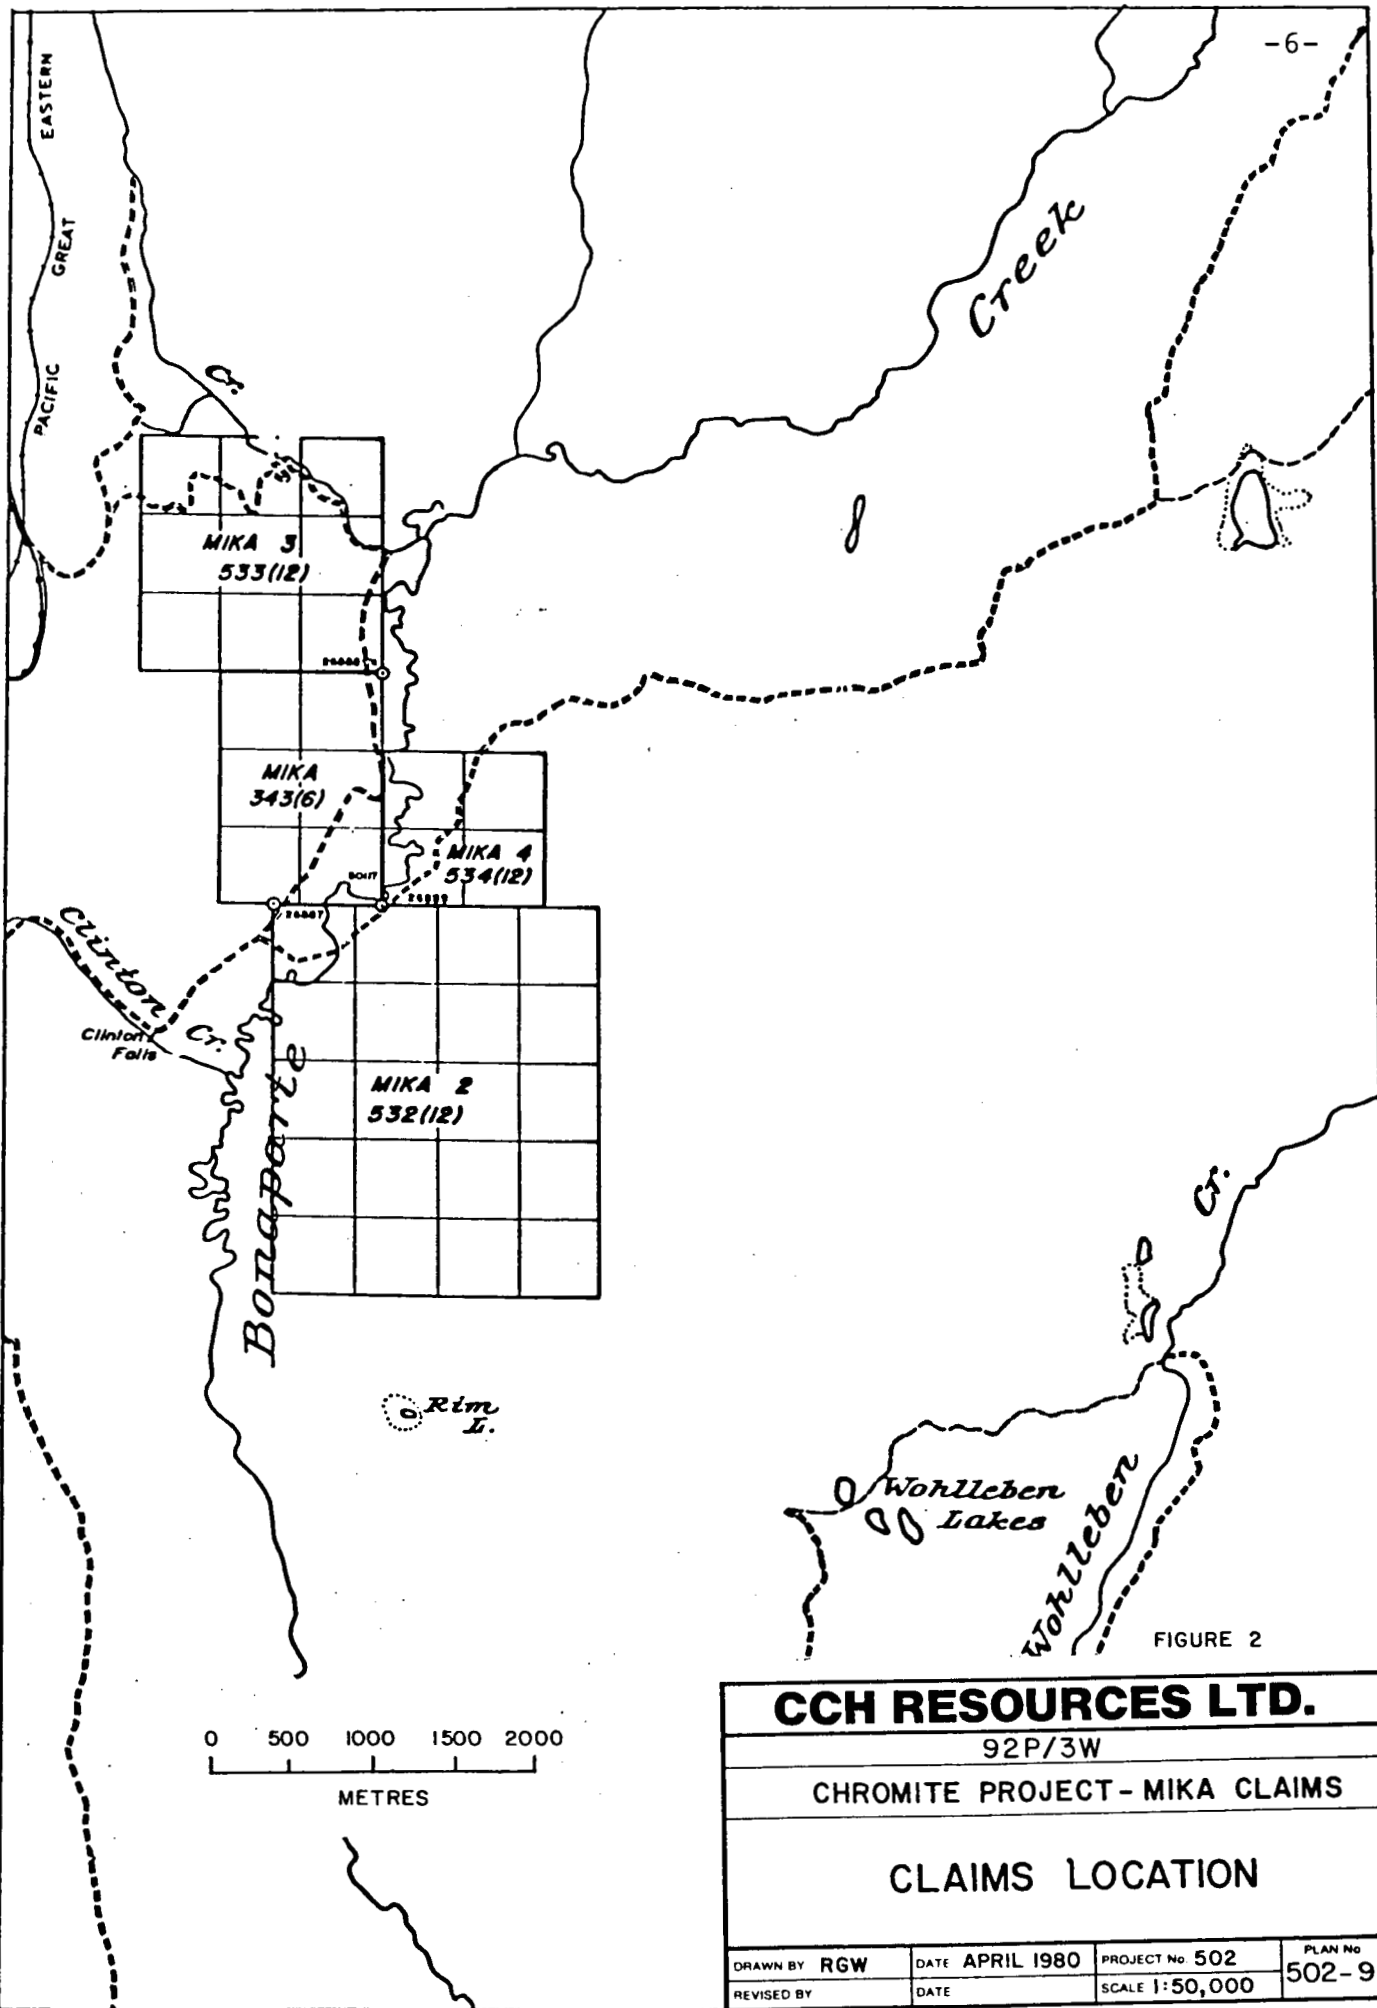 -6-
EASTERN
GREAT
PACIFIC
Creek
Cr.
MIKA 3
533(12)
MIKA
343(6)
MIKA 4
534(12)
26887
Clinton
Cr.
Clinton
Falls
Bonaparte
MIKA 2
532(12)
Cr.
Rim
L.
Wohlleben
Lakes
Wohlleben
FIGURE 2
0 500 1000 1500 2000
METRES
CCH RESOURCES LTD.
92P/3W
CHROMITE PROJECT - MIKA CLAIMS
CLAIMS LOCATION
DRAWN BY RGW
DATE APRIL 1980
PROJECT No. 502
PLAN No
502-9
REVISED BY
DATE
SCALE 1:50,000